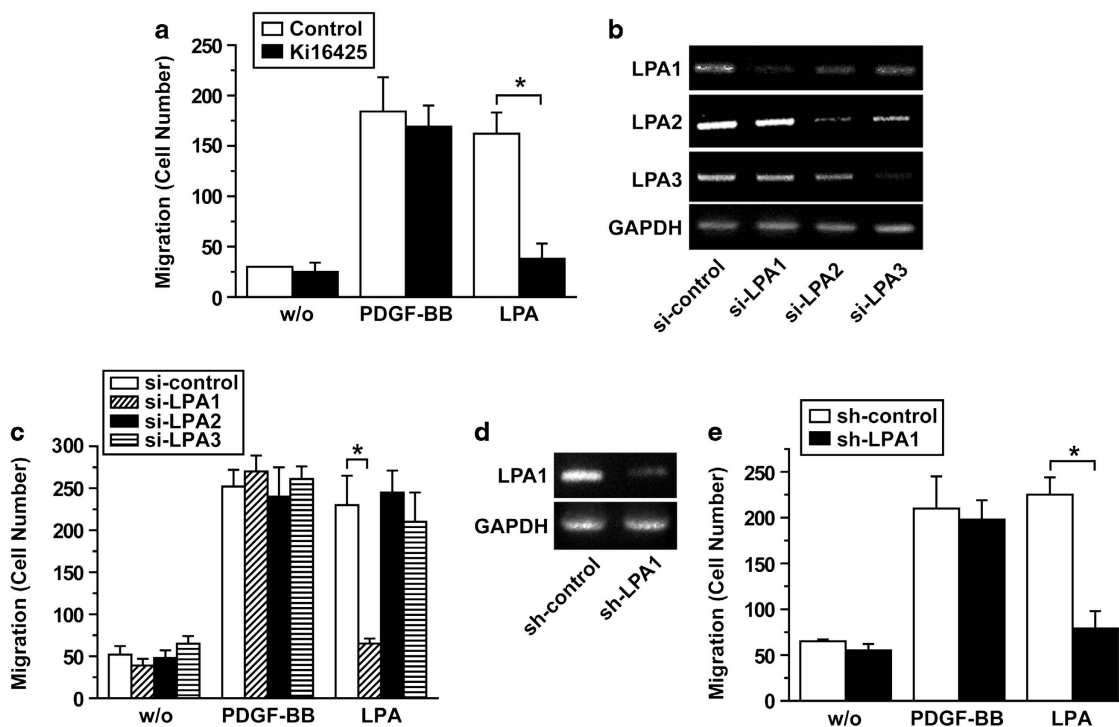 a
Control
Ki16425
Migration (Cell Number)
250
200
150
100
50
0
*
w/o
PDGF-BB
LPA
b
LPA1
LPA2
LPA3
GAPDH
si-control
si-LPA1
si-LPA2
si-LPA3
c
si-control
si-LPA1
si-LPA2
si-LPA3
Migration (Cell Number)
300
250
200
150
100
50
0
*
w/o
PDGF-BB
LPA
d
LPA1
GAPDH
sh-control
sh-LPA1
e
sh-control
sh-LPA1
Migration (Cell Number)
250
200
150
100
50
0
*
w/o
PDGF-BB
LPA